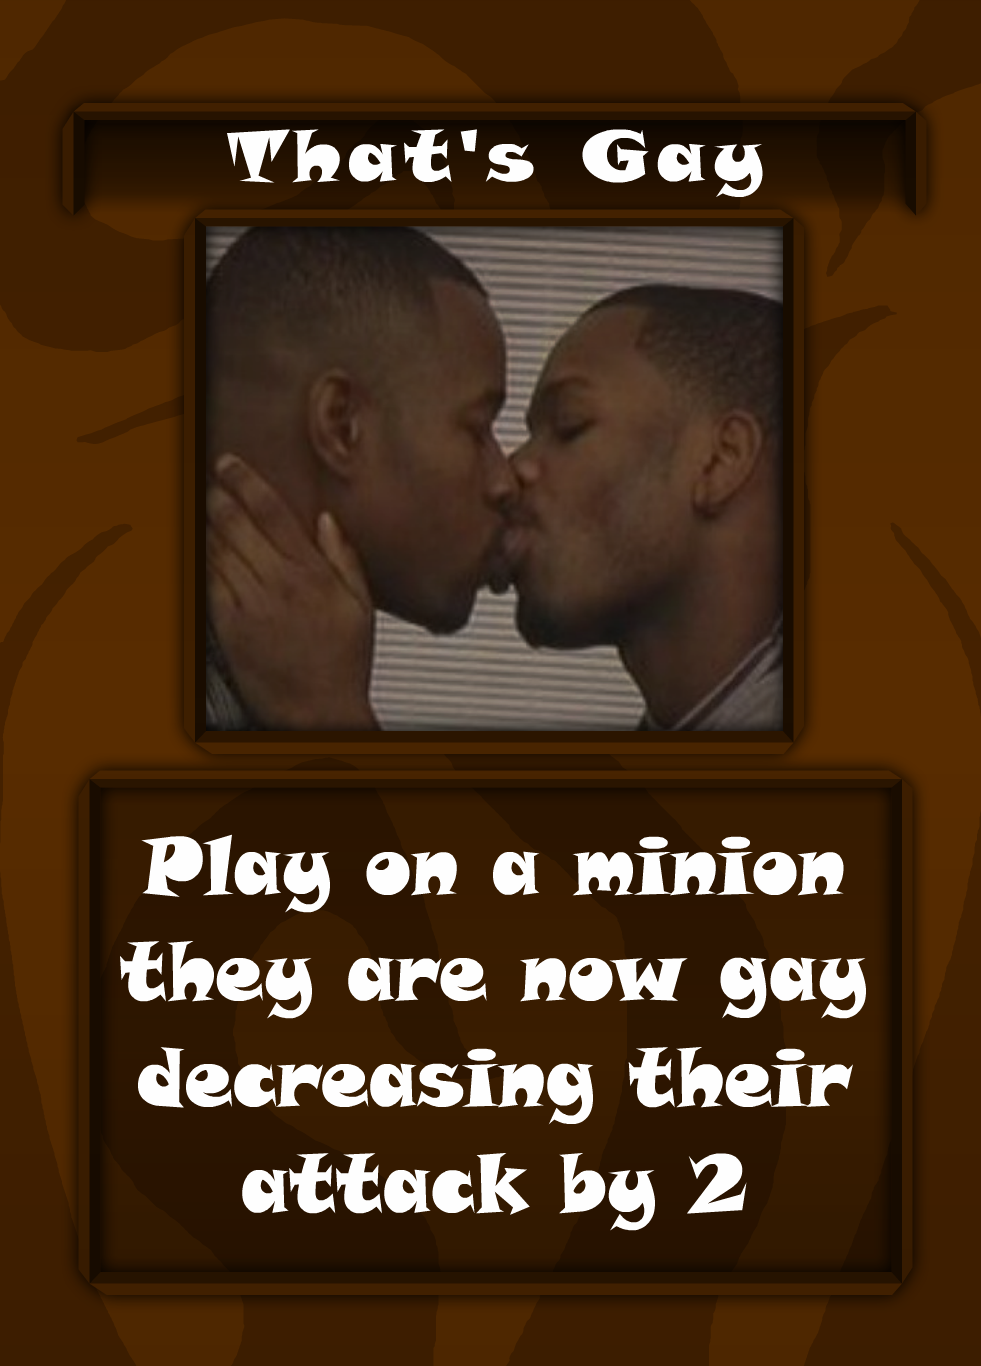 That's Gay
Play on a minion
they are now gay
decreasing their
attack by 2